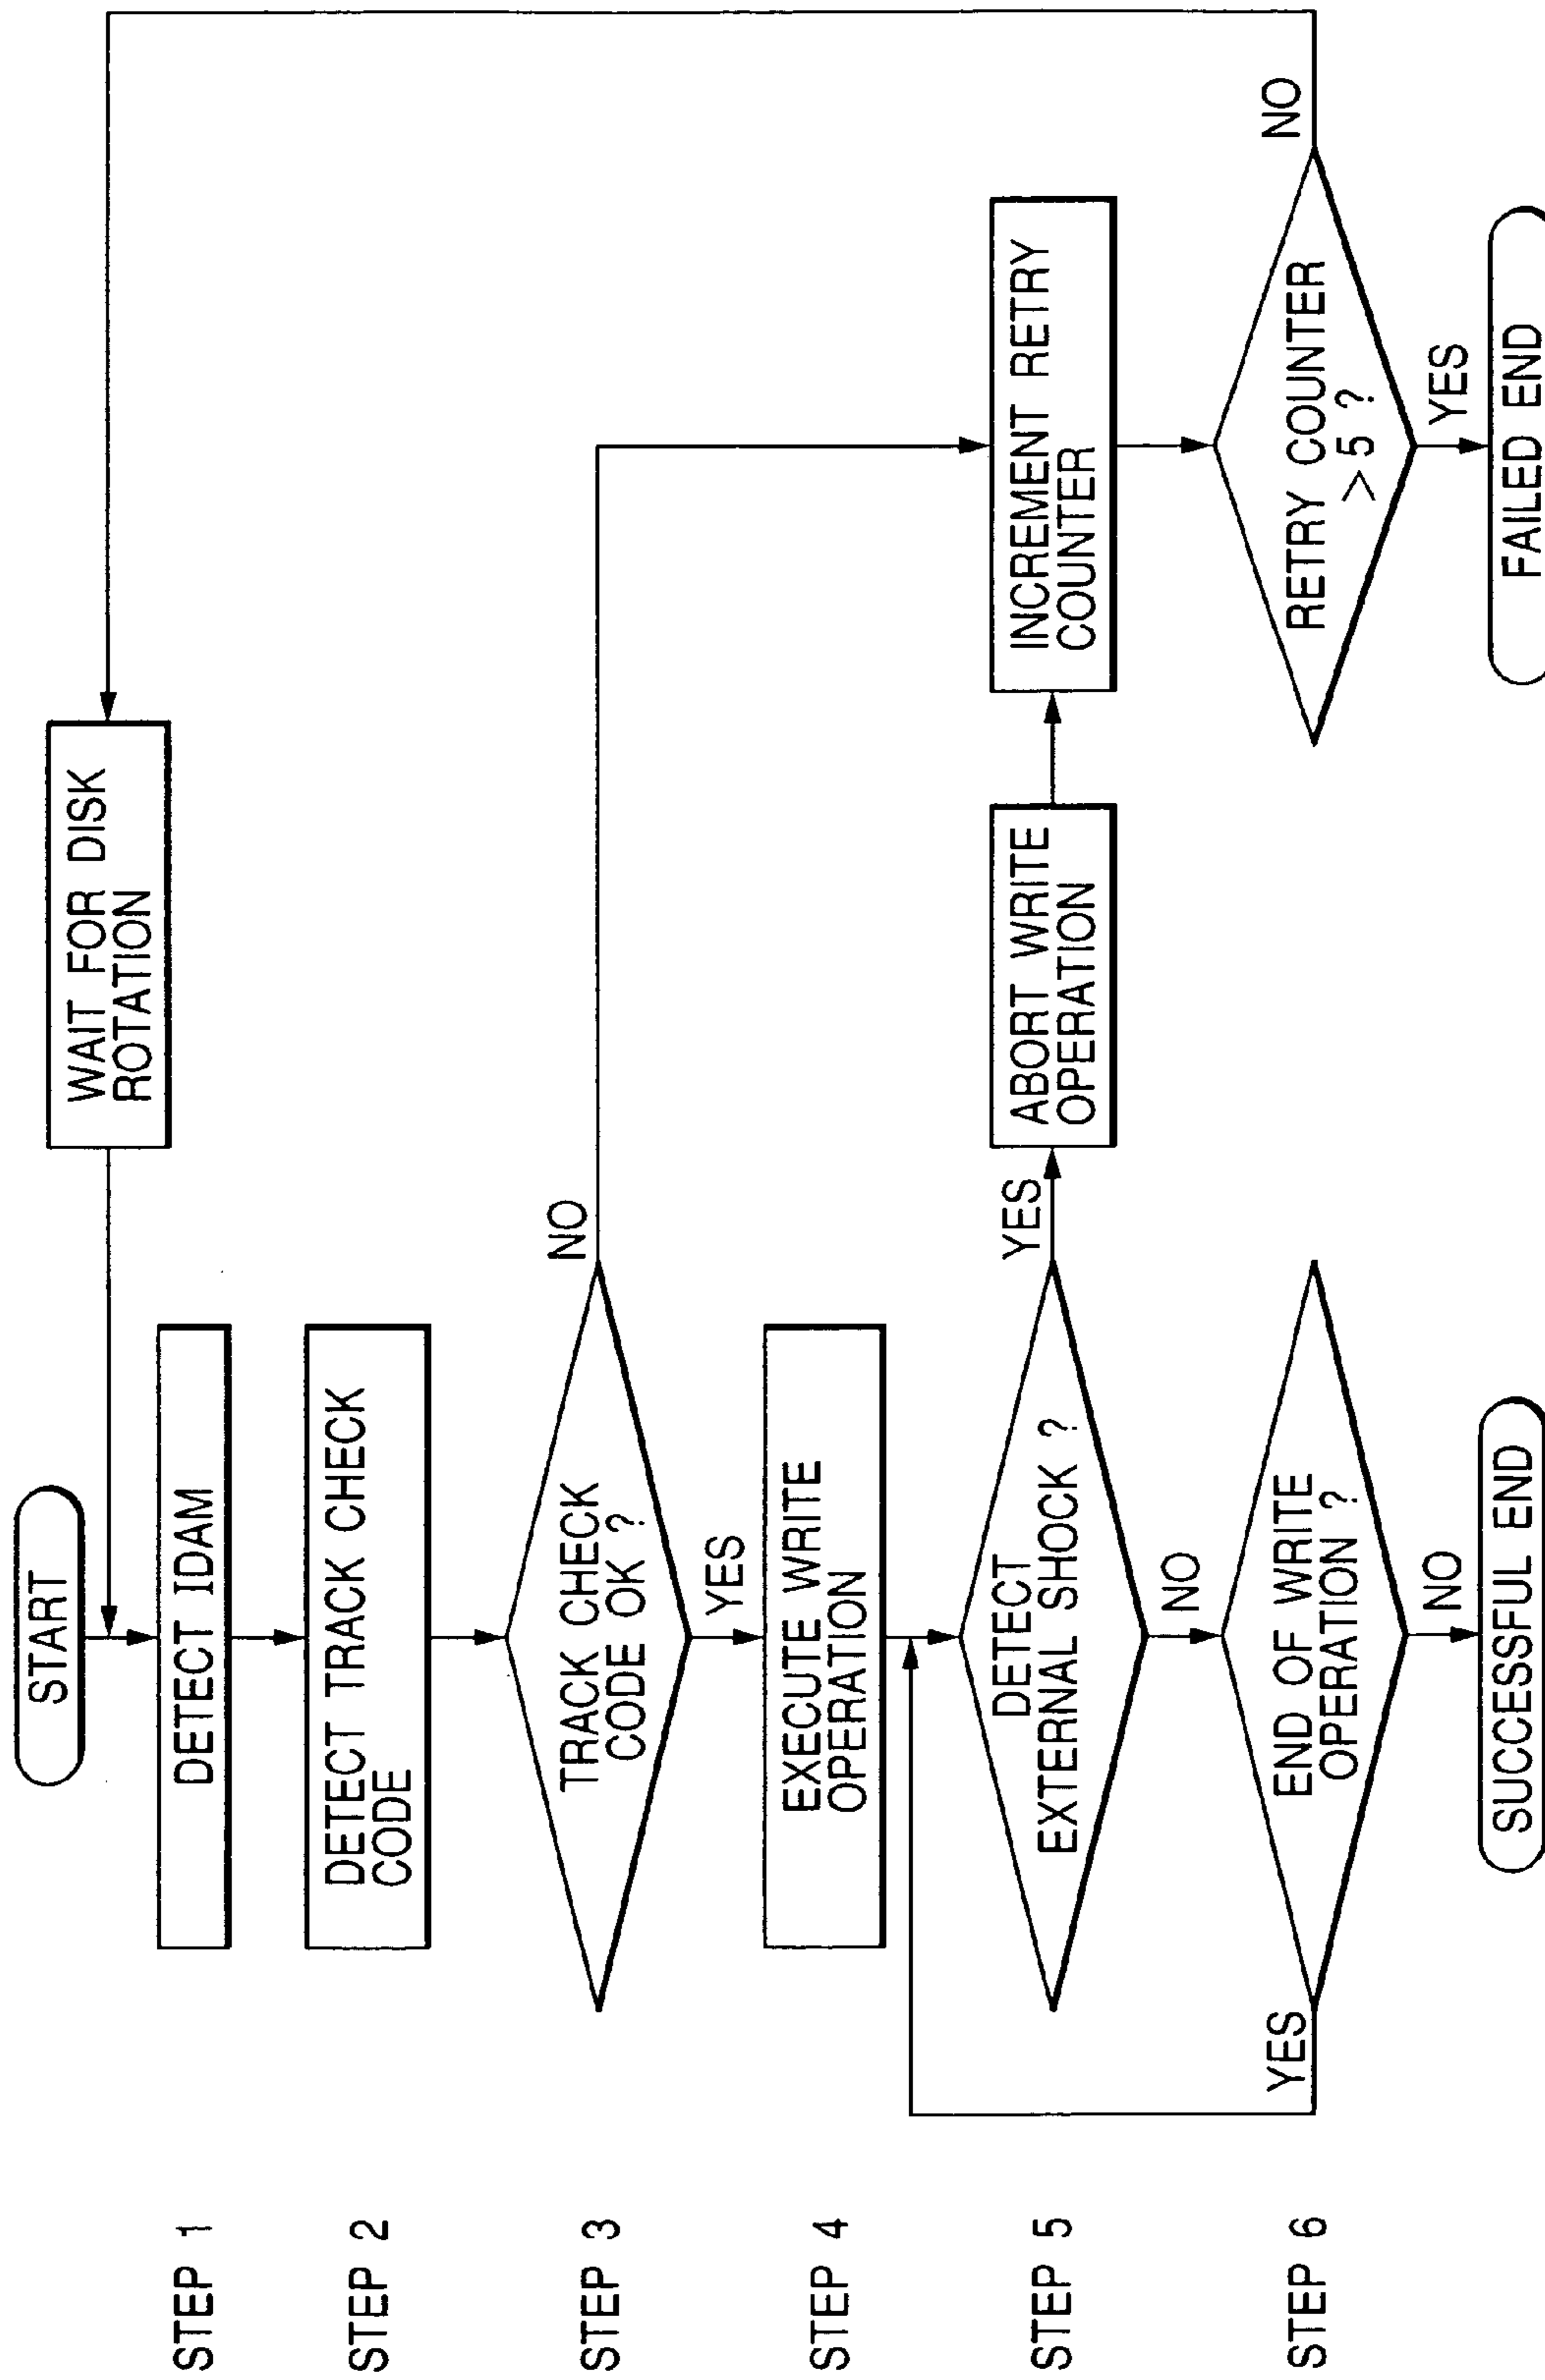 START
WAIT FOR DISK
ROTATION
STEP 1
DETECT IDAM
STEP 2
DETECT TRACK CHECK
CODE
STEP 3
TRACK CHECK
CODE OK ?
NO
YES
STEP 4
EXECUTE WRITE
OPERATION
STEP 5
DETECT
EXTERNAL SHOCK ?
YES
ABORT WRITE
OPERATION
INCREMENT RETRY
COUNTER
NO
STEP 6
YES
END OF WRITE
OPERATION ?
RETRY COUNTER
> 5 ?
NO
NO
YES
SUCCESSFUL END
FAILED END